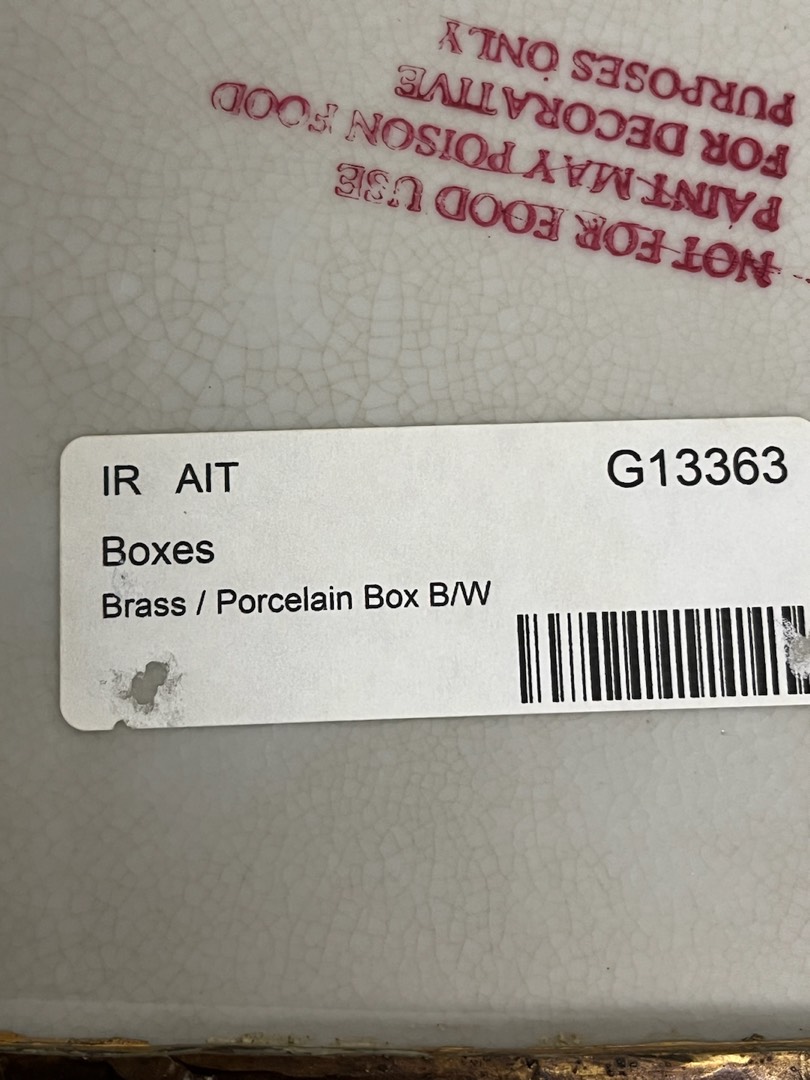 NOT FOR FOOD USE
PAINT MAY POISON FOOD
FOR DECORATIVE
PURPOSES ONLY
IR AIT G13363
Boxes
Brass / Porcelain Box B/W